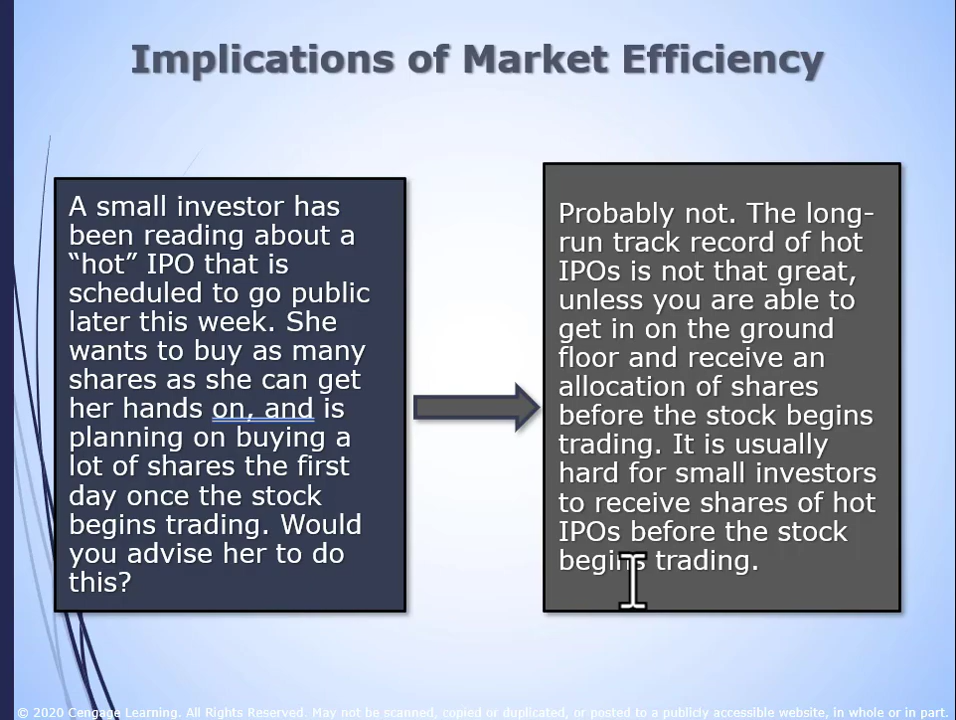 Implications of Market Efficiency
A small investor has
been reading about a
“hot” IPO that is
scheduled to go public
later this week. She
wants to buy as many
shares as she can get
her hands on, and is
planning on buying a
lot of shares the first
day once the stock
begins trading. Would
you advise her to do
this?
Probably not. The long-
run track record of hot
IPOs is not that great,
unless you are able to
get in on the ground
floor and receive an
allocation of shares
before the stock begins
trading. It is usually
hard for small investors
to receive shares of hot
IPOs before the stock
begins trading.
© 2020 Cengage Learning. All Rights Reserved. May not be scanned, copied or duplicated, or posted to a publicly accessible website, in whole or in part.